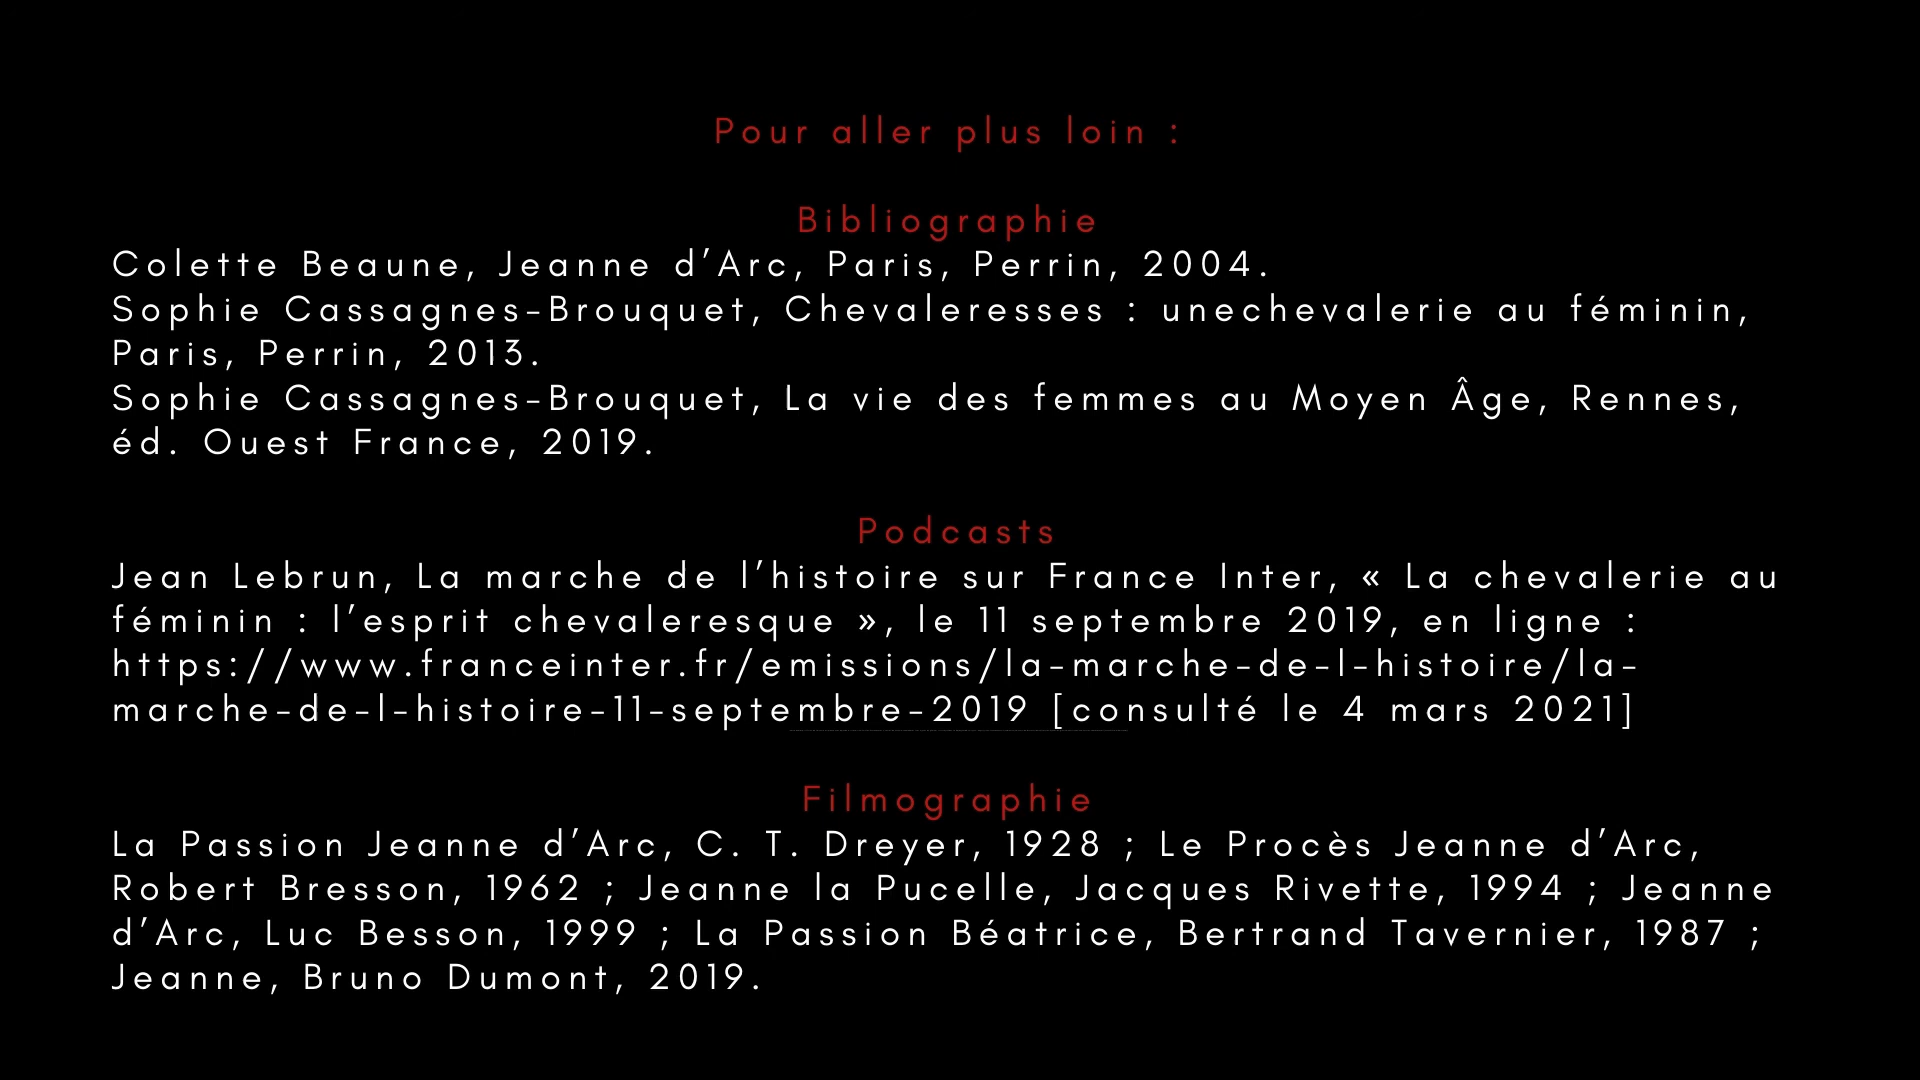 Pour aller plus loin :
Bibliographie
Colette Beaune, Jeanne d’Arc, Paris, Perrin, 2004.
Sophie Cassagnes-Brouquet, Chevaleresses : unechevalerie au féminin,
Paris, Perrin, 2013.
Sophie Cassagnes-Brouquet, La vie des femmes au Moyen Âge, Rennes,
éd. Ouest France, 2019.
Podcasts
Jean Lebrun, La marche de l’histoire sur France Inter, « La chevalerie au
féminin : l’esprit chevaleresque », le 11 septembre 2019, en ligne :
https://www.franceinter.fr/emissions/la-marche-de-l-histoire/la-
marche-de-l-histoire-11-septembre-2019 [consulté le 4 mars 2021]
Filmographie
La Passion Jeanne d’Arc, C. T. Dreyer, 1928 ; Le Procès Jeanne d’Arc,
Robert Bresson, 1962 ; Jeanne la Pucelle, Jacques Rivette, 1994 ; Jeanne
d’Arc, Luc Besson, 1999 ; La Passion Béatrice, Bertrand Tavernier, 1987 ;
Jeanne, Bruno Dumont, 2019.